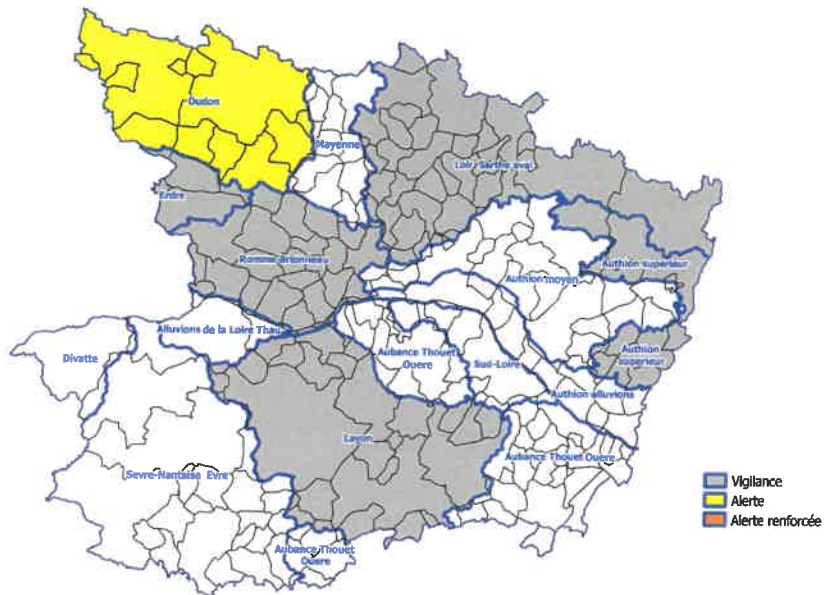 Oudon
Mayenne
Loir, Sarthe aval
Erdre
Romme Brionneau
Authion supérieur
Authion moyen
Alluvions de la Loire Thau
Divatte
Aubance Thouet
Ouere
Sud-Loire
Authion
superieur
Authion alluvions
Layon
Aubance Thouet Ouere
Sèvre-Nantaise Evre
Aubance Thouet
Ouere
Vigilance
Alerte
Alerte renforcée